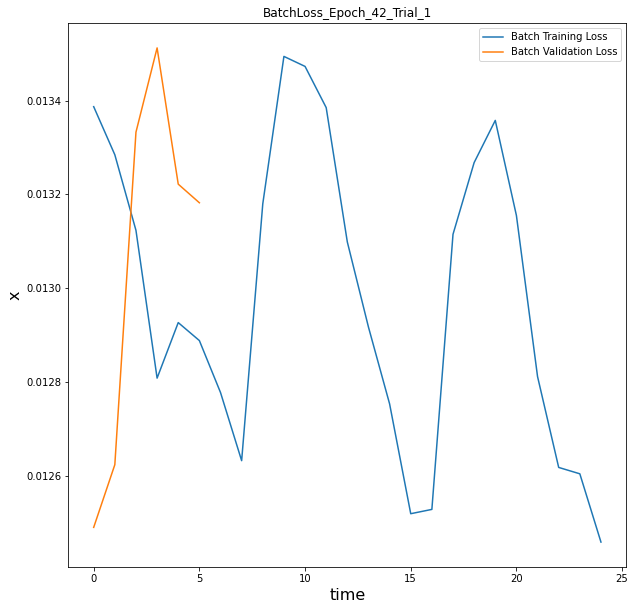 BatchLoss_Epoch_42_Trial_1
Batch Training Loss
Batch Validation Loss
0.0134
0.0132
0.0130
0.0128
0.0126
x
0
5
10
15
20
25
time